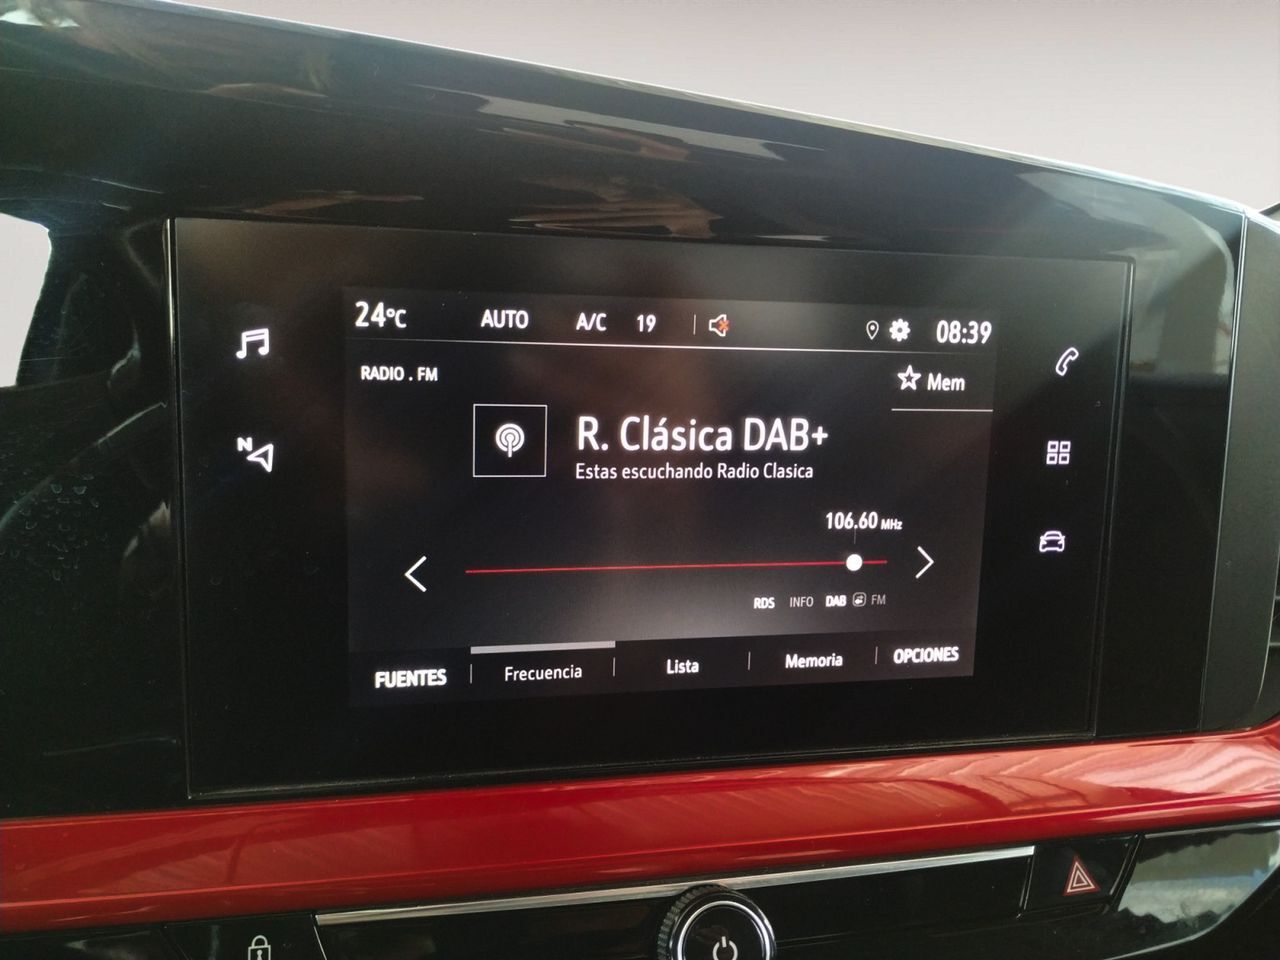 24°C AUTO A/C 19 08:39
RADIO . FM
Mem
R. Clásica DAB+
Estas escuchando Radio Clasica
106.60 MHz
N
RDS INFO DAB FM
FUENTES Frecuencia Lista Memoria OPCIONES